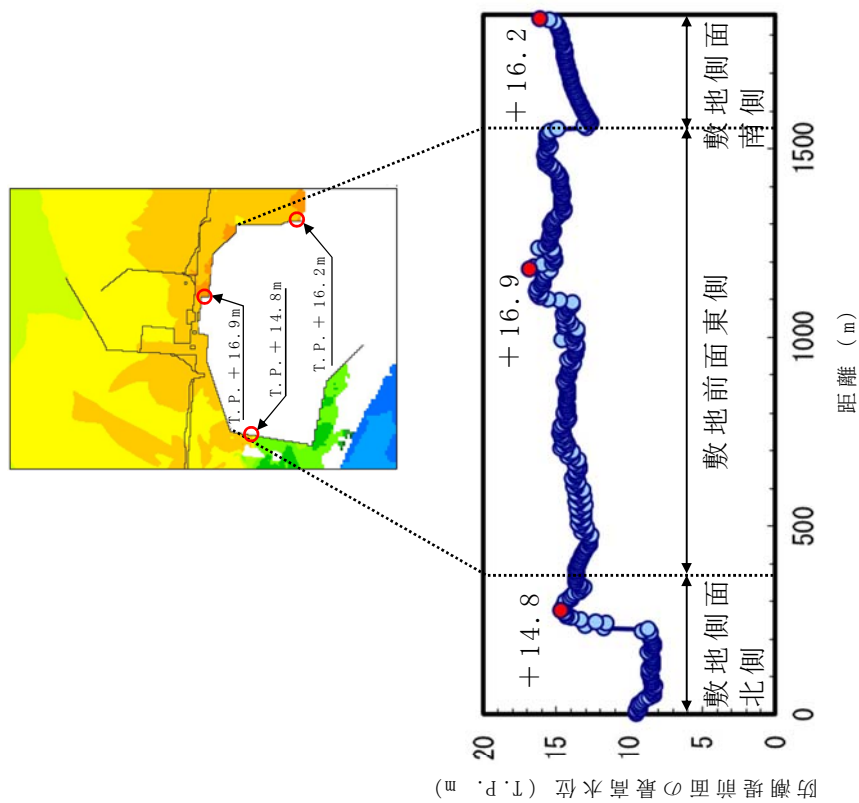 T.P.+16.9m
T.P.+14.8m
T.P.+16.2m
防潮堤前面の最高水位（T.P. m）
20
15
10
5
0
+14.8
+16.9
+16.2
敷地側面
北側
敷地前面東側
敷地側面
南側
0
500
1000
1500
距離（m）